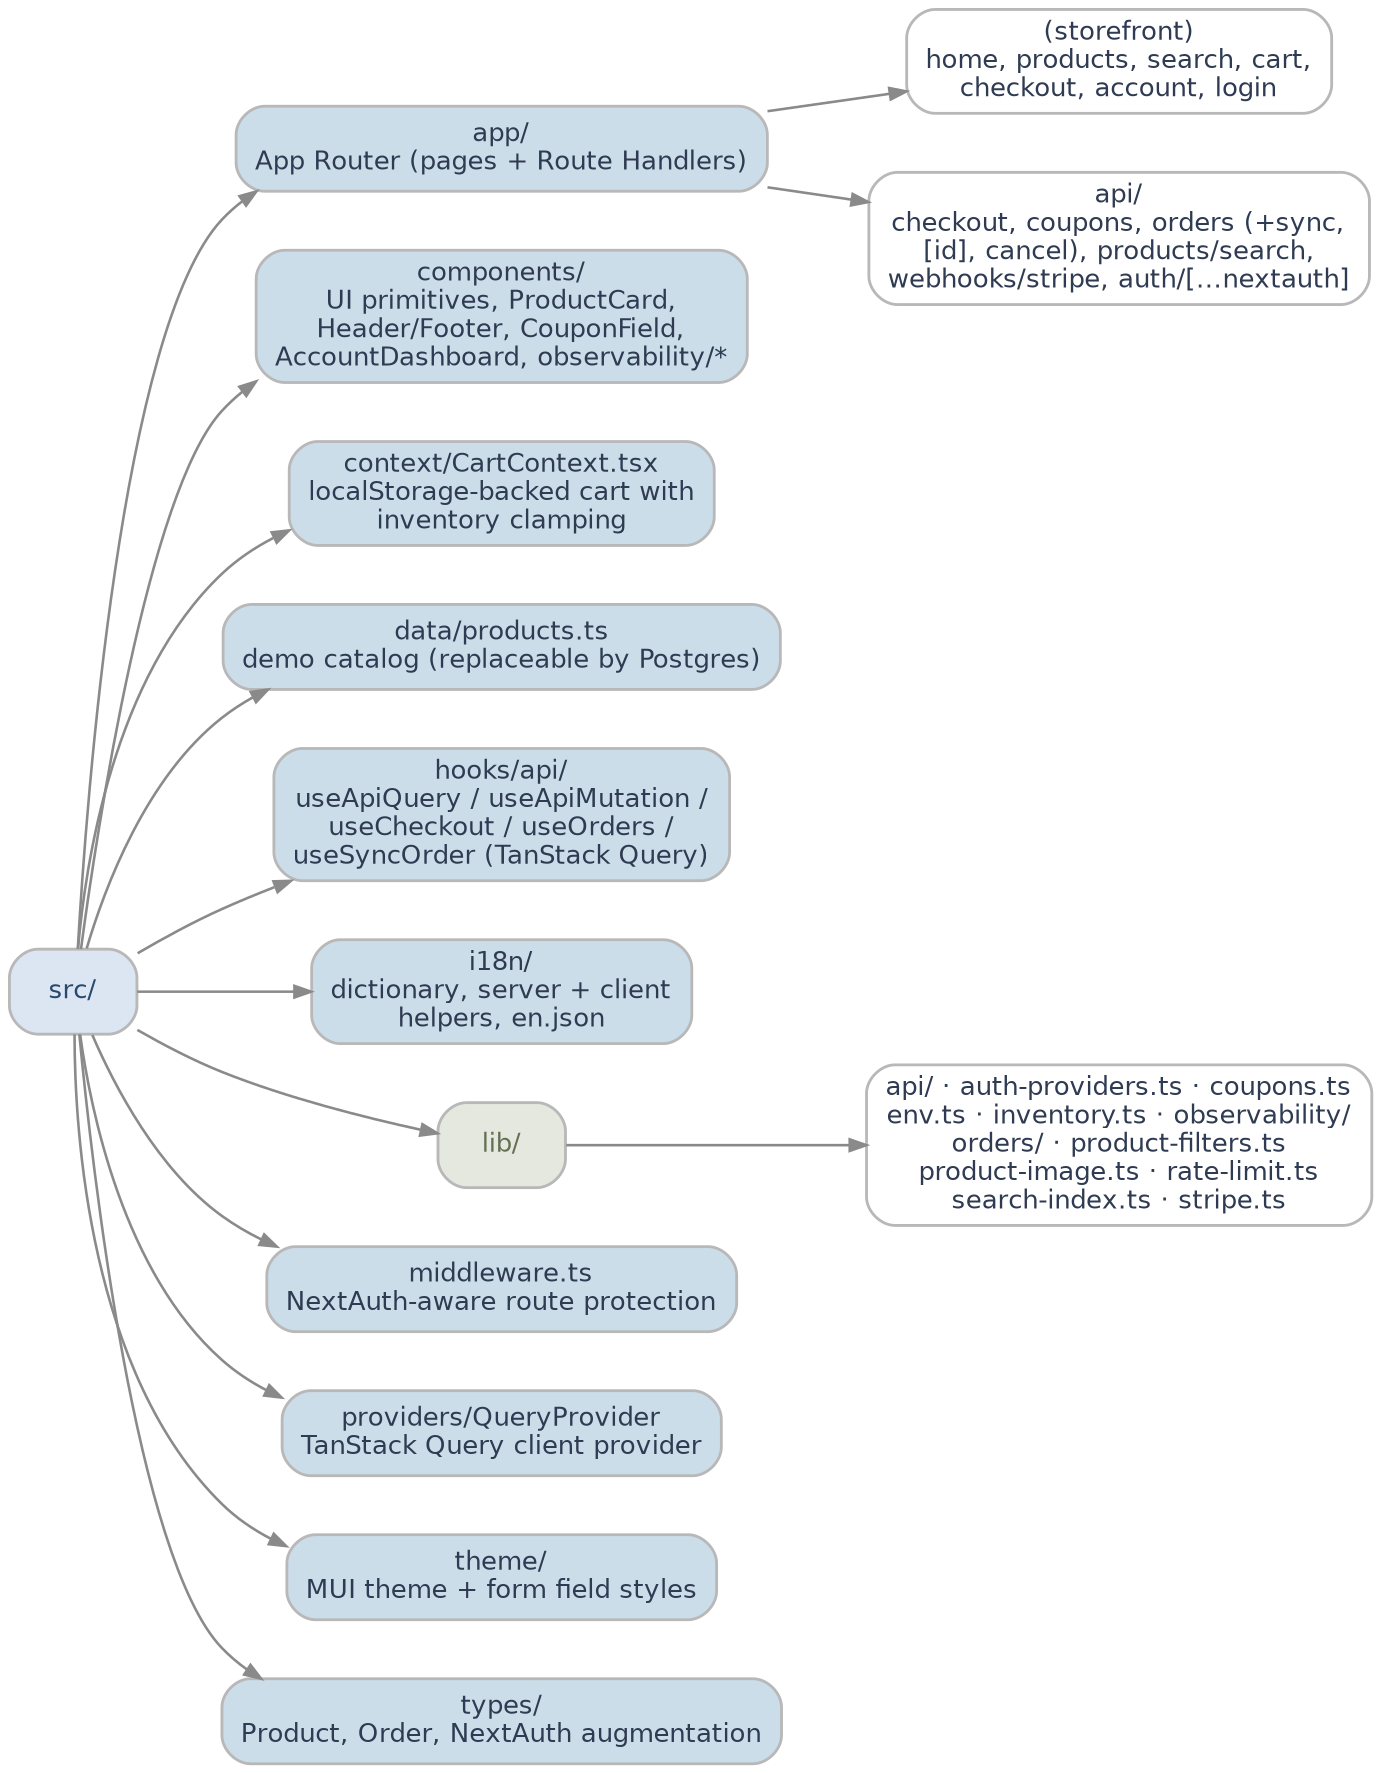 (storefront)
home, products, search, cart,
checkout, account, login
app/
App Router (pages + Route Handlers)
api/
checkout, coupons, orders (+sync,
[id], cancel), products/search,
webhooks/stripe, auth/[...nextauth]
components/
UI primitives, ProductCard,
Header/Footer, CouponField,
AccountDashboard, observability/*
context/CartContext.tsx
localStorage-backed cart with
inventory clamping
data/products.ts
demo catalog (replaceable by Postgres)
hooks/api/
useApiQuery / useApiMutation /
useCheckout / useOrders /
useSyncOrder (TanStack Query)
src/
i18n/
dictionary, server + client
helpers, en.json
lib/
api/ · auth-providers.ts · coupons.ts
env.ts · inventory.ts · observability/
orders/ · product-filters.ts
product-image.ts · rate-limit.ts
search-index.ts · stripe.ts
middleware.ts
NextAuth-aware route protection
providers/QueryProvider
TanStack Query client provider
theme/
MUI theme + form field styles
types/
Product, Order, NextAuth augmentation